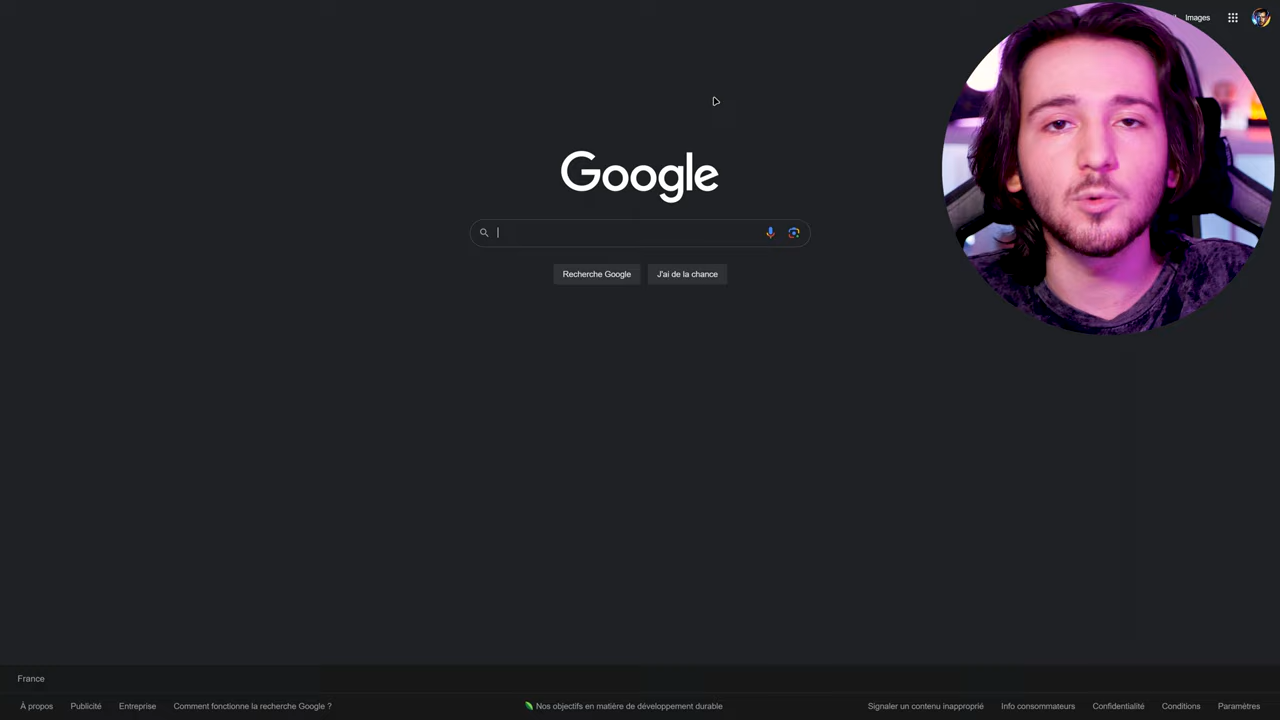 Images
Google
Recherche Google
J'ai de la chance
France
À propos
Publicité
Entreprise
Comment fonctionne la recherche Google ?
Nos objectifs en matière de développement durable
Signaler un contenu inapproprié
Info consommateurs
Confidentialité
Conditions
Paramètres